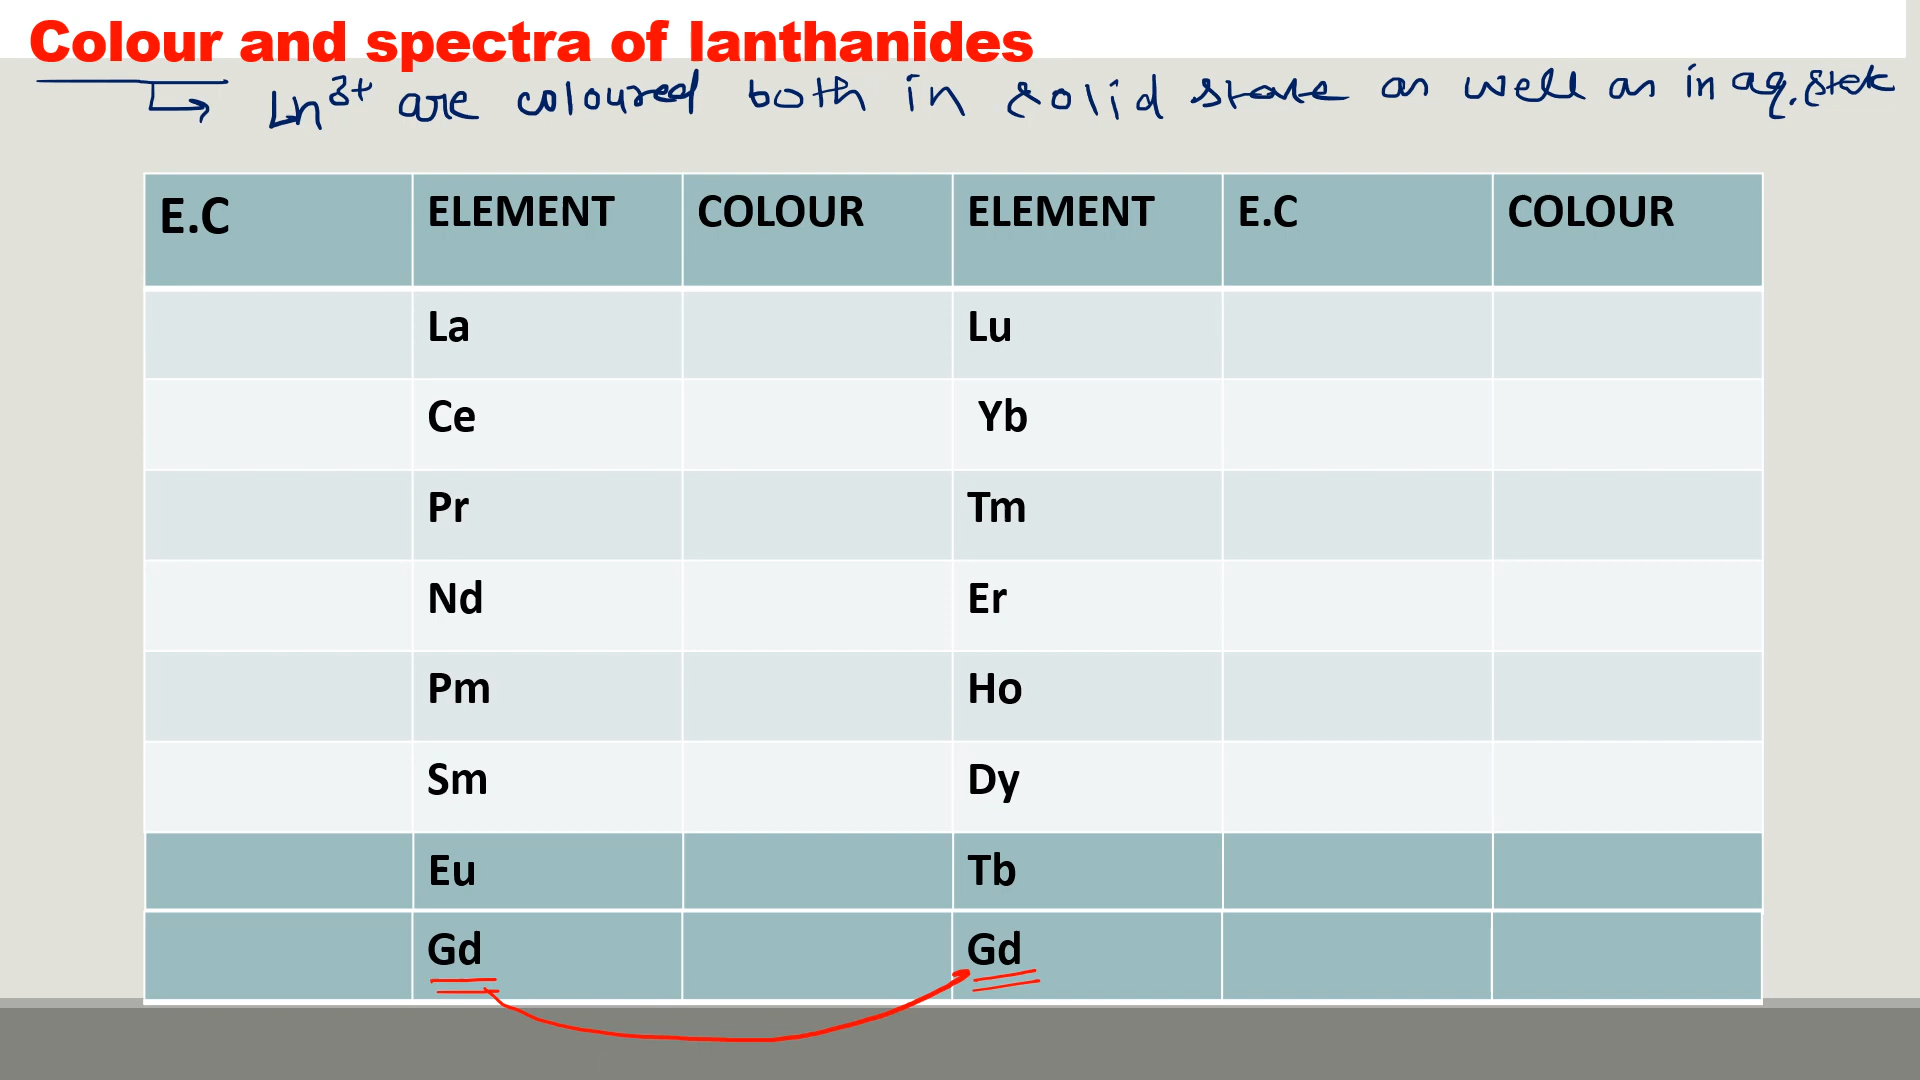 Colour and spectra of lanthanides
Ln3+ are coloured both in solid state as well as in aq. state
E.C ELEMENT COLOUR ELEMENT E.C COLOUR
La Lu
Ce Yb
Pr Tm
Nd Er
Pm Ho
Sm Dy
Eu Tb
Gd Gd